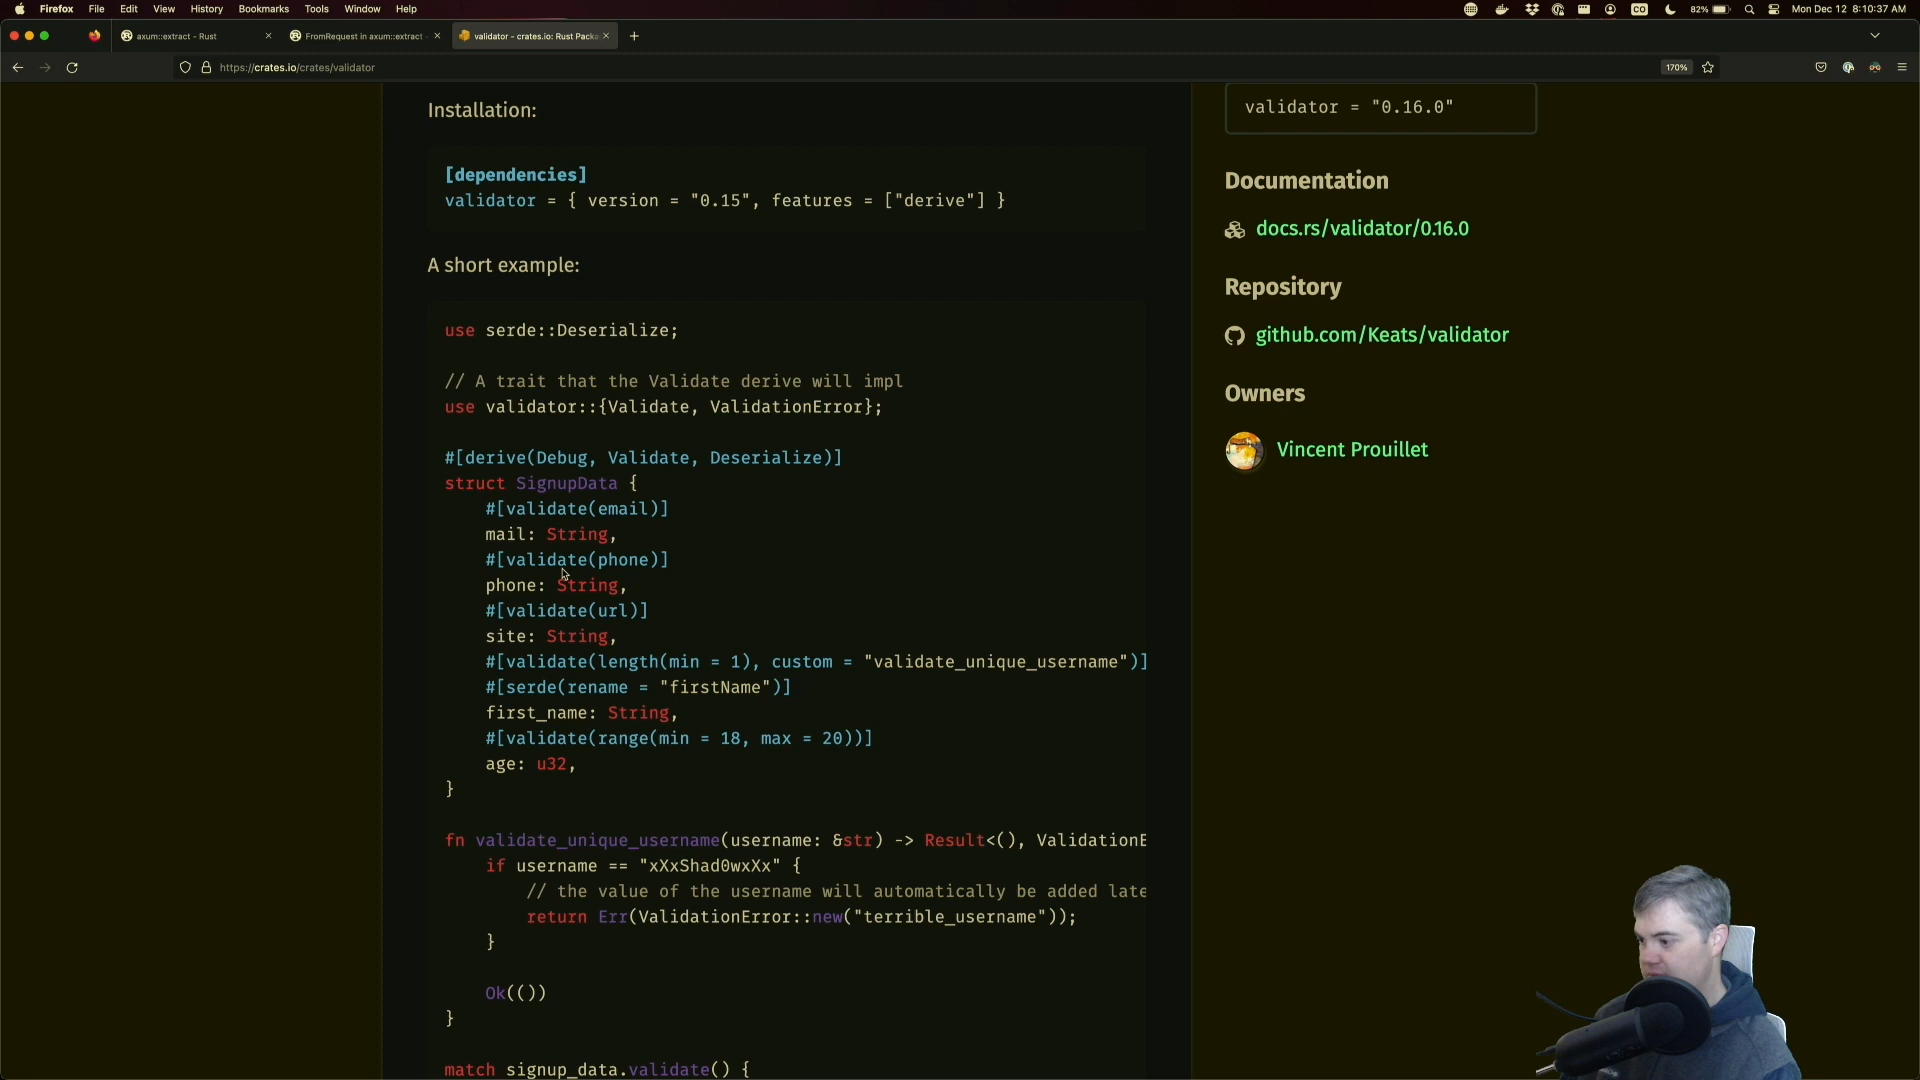 Firefox File Edit View History Bookmarks Tools Window Help
82% Mon Dec 12 8:10:37 AM
axum::extract - Rust
FromRequest in axum::extract -
validator - crates.io: Rust Packa
https://crates.io/crates/validator
170%
Installation:
[dependencies]
validator = { version = "0.15", features = ["derive"] }
A short example:
use serde::Deserialize;
// A trait that the Validate derive will impl
use validator::{Validate, ValidationError};
#[derive(Debug, Validate, Deserialize)]
struct SignupData {
#[validate(email)]
mail: String,
#[validate(phone)]
phone: String,
#[validate(url)]
site: String,
#[validate(length(min = 1), custom = "validate_unique_username")]
#[serde(rename = "firstName")]
first_name: String,
#[validate(range(min = 18, max = 20))]
age: u32,
}
fn validate_unique_username(username: &str) -> Result<(), ValidationE
if username == "xXxShad0wxXx" {
// the value of the username will automatically be added late
return Err(ValidationError::new("terrible_username"));
}
Ok(())
}
match signup_data.validate() {
validator = "0.16.0"
Documentation
docs.rs/validator/0.16.0
Repository
github.com/Keats/validator
Owners
Vincent Prouillet